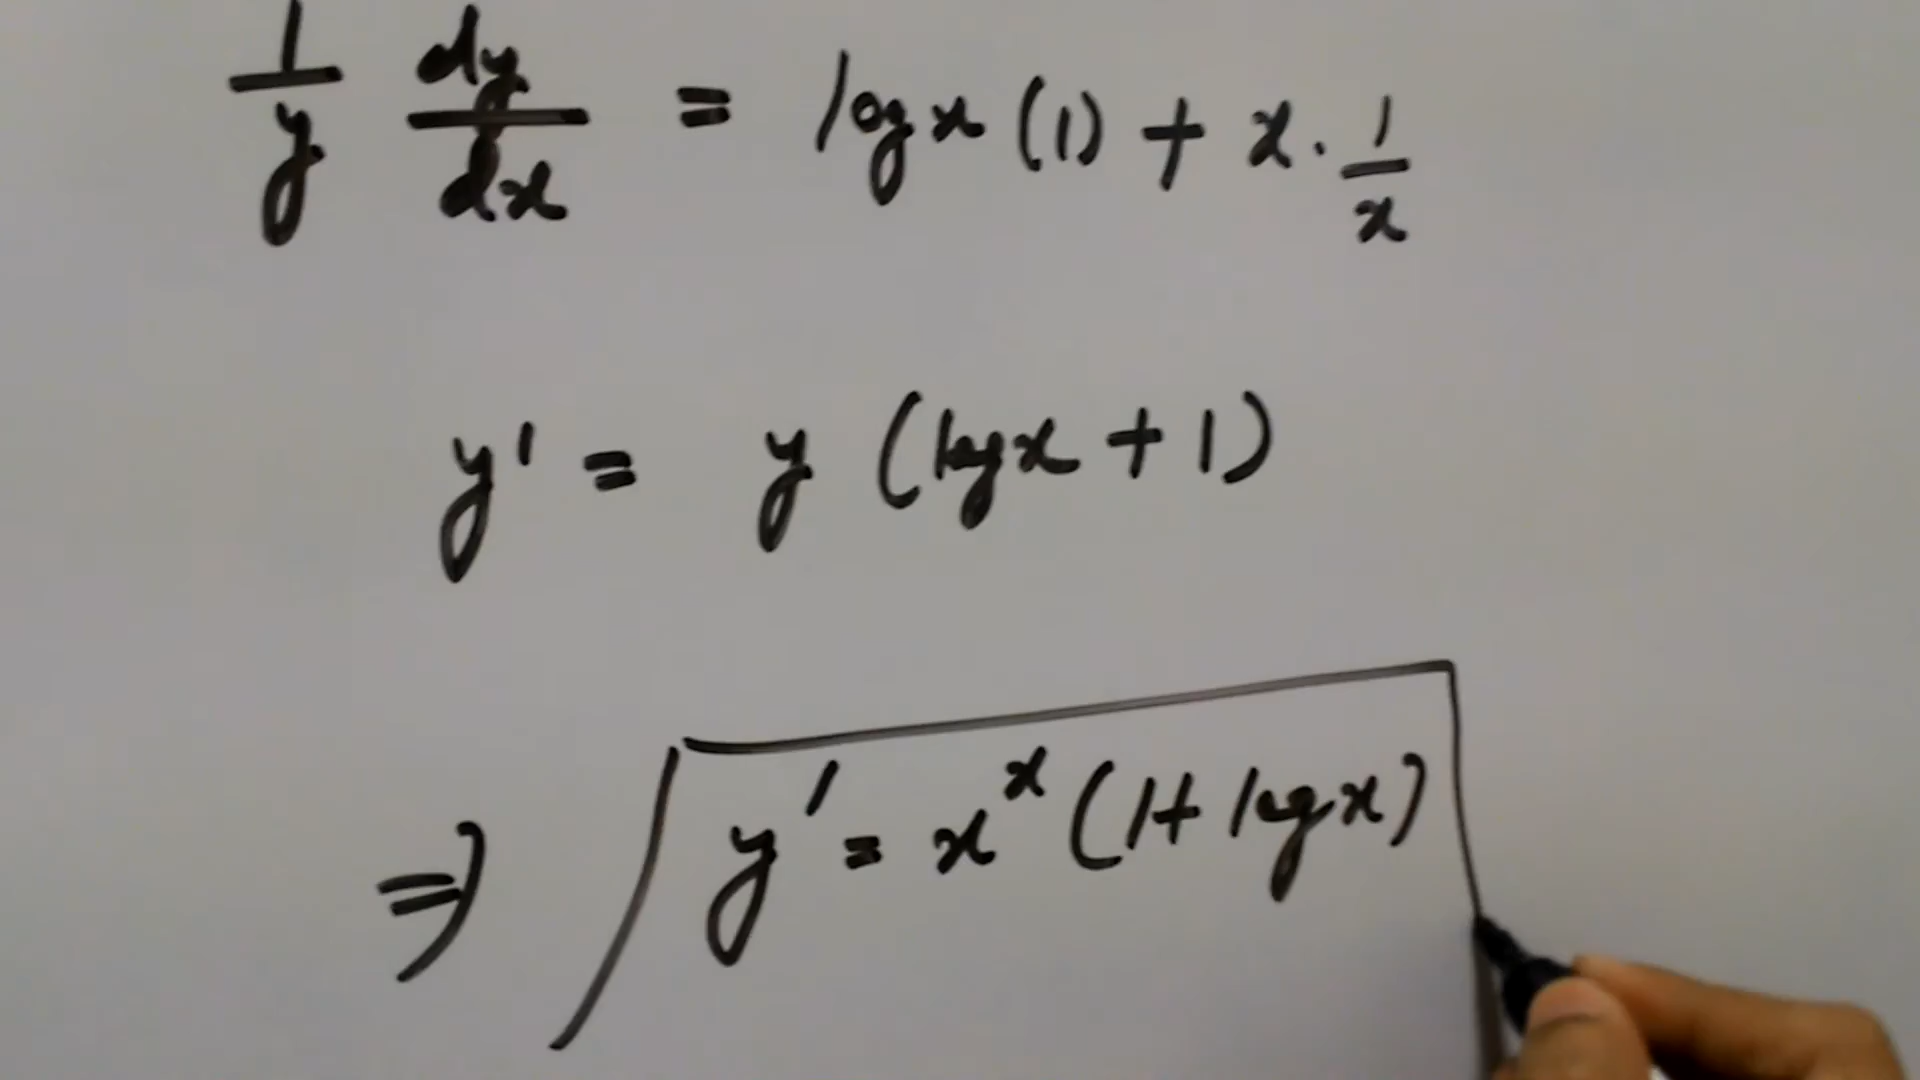 1/y dy/dx = log x (1) + x · 1/x
y' = y (log x + 1)
⇒ y' = x^x (1 + log x)